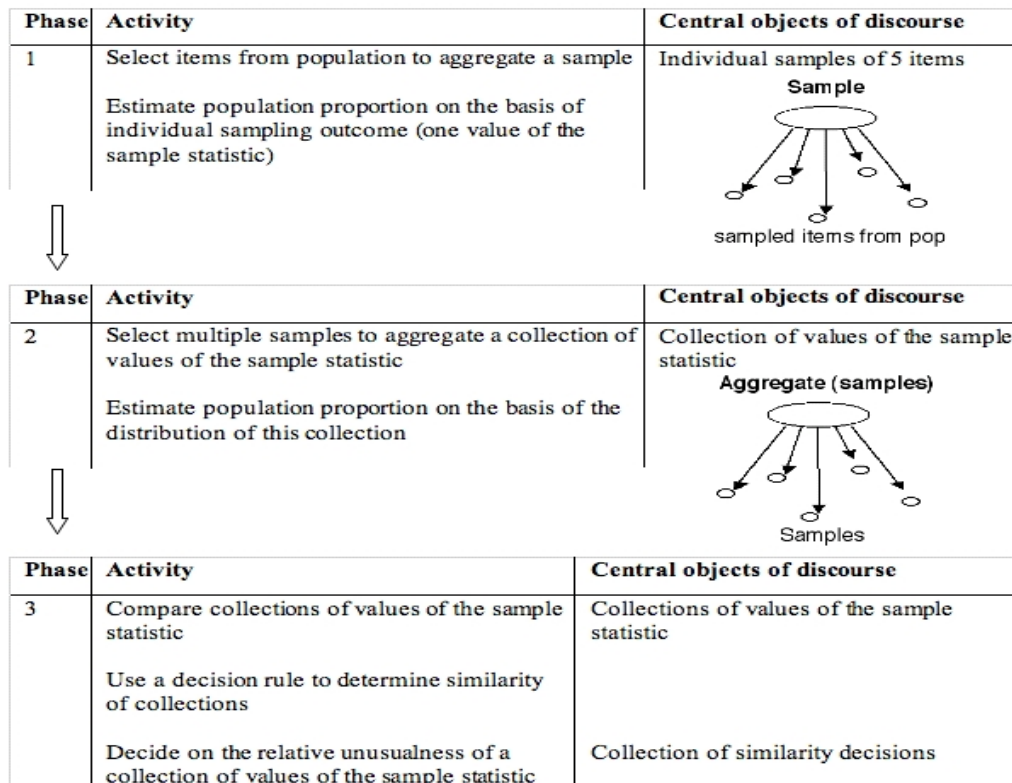 Phase Activity Central objects of discourse
1 Select items from population to aggregate a sample Individual samples of 5 items
Sample
Estimate population proportion on the basis of
individual sampling outcome (one value of the
sample statistic)
sampled items from pop
Phase Activity Central objects of discourse
2 Select multiple samples to aggregate a collection of Collection of values of the sample
values of the sample statistic statistic
Aggregate (samples)
Estimate population proportion on the basis of the
distribution of this collection
Samples
Phase Activity Central objects of discourse
3 Compare collections of values of the sample Collections of values of the sample
statistic statistic
Use a decision rule to determine similarity
of collections
Decide on the relative unusualness of a Collection of similarity decisions
collection of values of the sample statistic